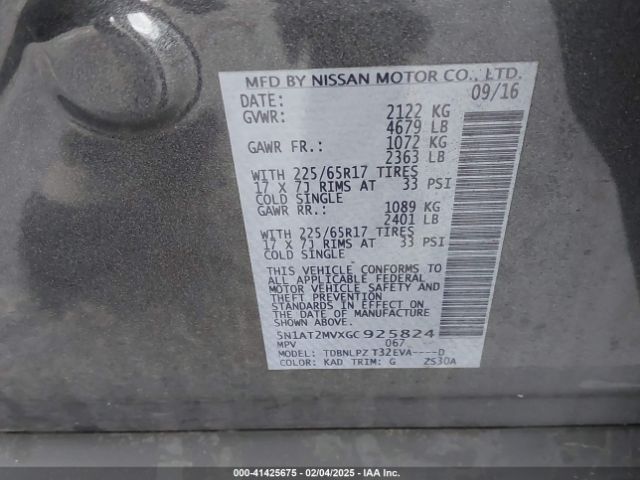 MFD BY NISSAN MOTOR CO., LTD.
DATE: 09/16
GVWR: 2122 KG
4679 LB
GAWR FR.: 1072 KG
2363 LB
WITH 225/65R17 TIRES
17 X 7J RIMS AT 33 PSI
COLD SINGLE
GAWR RR.: 1089 KG
2401 LB
WITH 225/65R17 TIRES
17 X 7J RIMS AT 33 PSI
COLD SINGLE
THIS VEHICLE CONFORMS TO
ALL APPLICABLE FEDERAL
MOTOR VEHICLE SAFETY AND
THEFT PREVENTION
STANDARDS IN EFFECT ON
THE DATE OF MANUFACTURE
SHOWN ABOVE.
5N1AT2MVXGC925824
MPV 067
MODEL: TDBNLPZ T32EVA----D
COLOR: KAD TRIM: G ZS30A
000-41425675 - 02/04/2025 - IAA Inc.